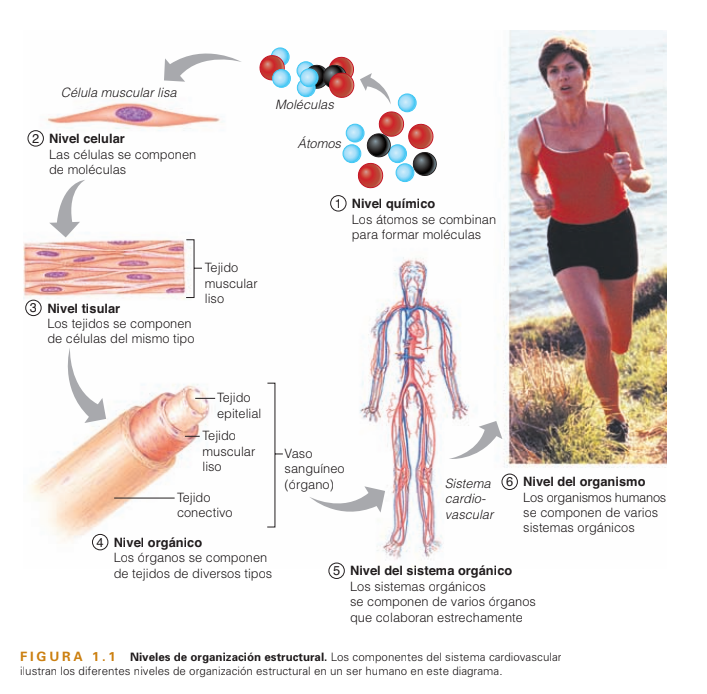 Célula muscular lisa
Moléculas
Átomos
② Nivel celular
Las células se componen
de moléculas
① Nivel químico
Los átomos se combinan
para formar moléculas
Tejido
muscular
liso
③ Nivel tisular
Los tejidos se componen
de células del mismo tipo
Tejido
epitelial
Tejido
muscular
liso
Vaso
sanguíneo
(órgano)
Tejido
conectivo
④ Nivel orgánico
Los órganos se componen
de tejidos de diversos tipos
Sistema
cardio-
vascular
⑤ Nivel del sistema orgánico
Los sistemas orgánicos
se componen de varios órganos
que colaboran estrechamente
⑥ Nivel del organismo
Los organismos humanos
se componen de varios
sistemas orgánicos
FIGURA 1.1 Niveles de organización estructural. Los componentes del sistema cardiovascular
ilustran los diferentes niveles de organización estructural en un ser humano en este diagrama.